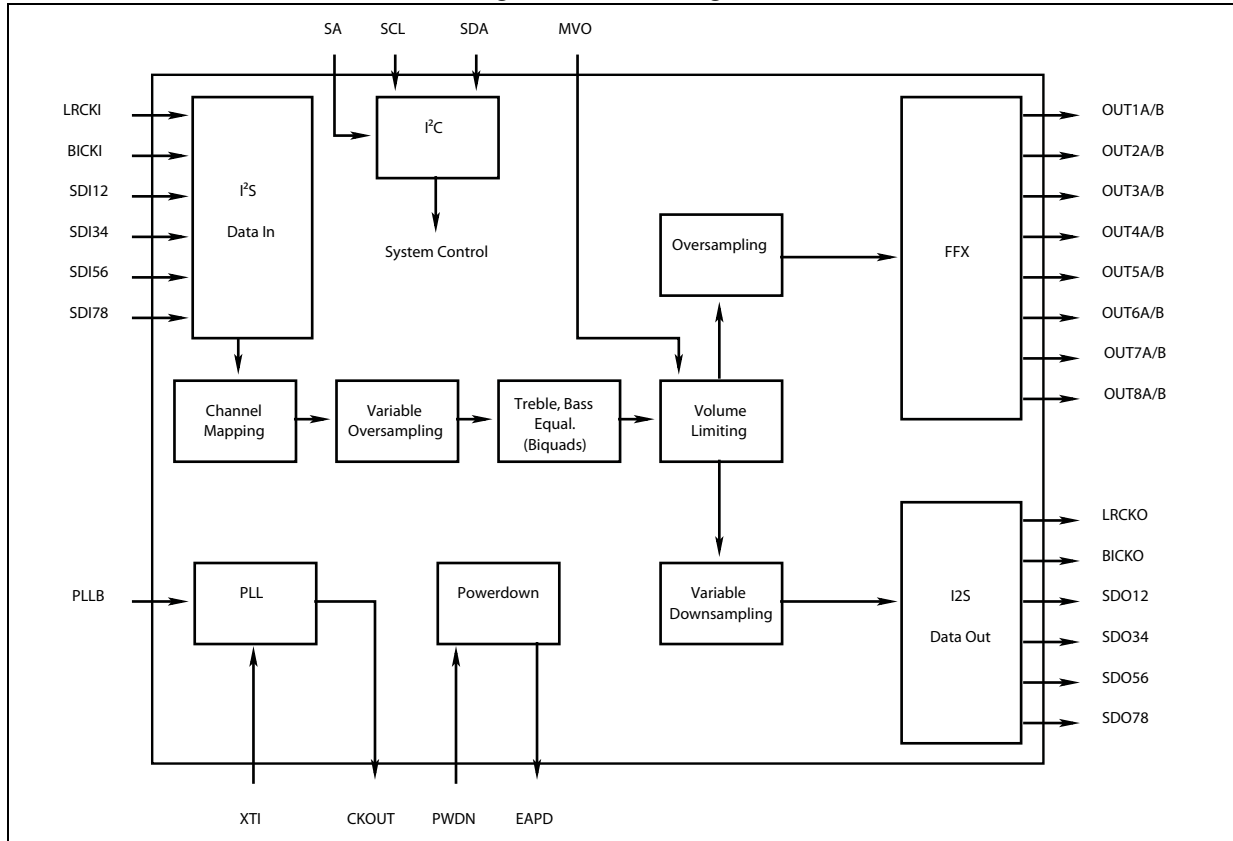 SA
SCL
SDA
MVO
LRCKI
BICKI
SDI12
SDI34
SDI56
SDI78
I²S
Data In
I²C
System Control
Oversampling
FFX
OUT1A/B
OUT2A/B
OUT3A/B
OUT4A/B
OUT5A/B
OUT6A/B
OUT7A/B
OUT8A/B
Channel
Mapping
Variable
Oversampling
Treble, Bass
Equal.
(Biquads)
Volume
Limiting
PLLB
PLL
Powerdown
Variable
Downsampling
I2S
Data Out
LRCKO
BICKO
SDO12
SDO34
SDO56
SDO78
XTI
CKOUT
PWDN
EAPD